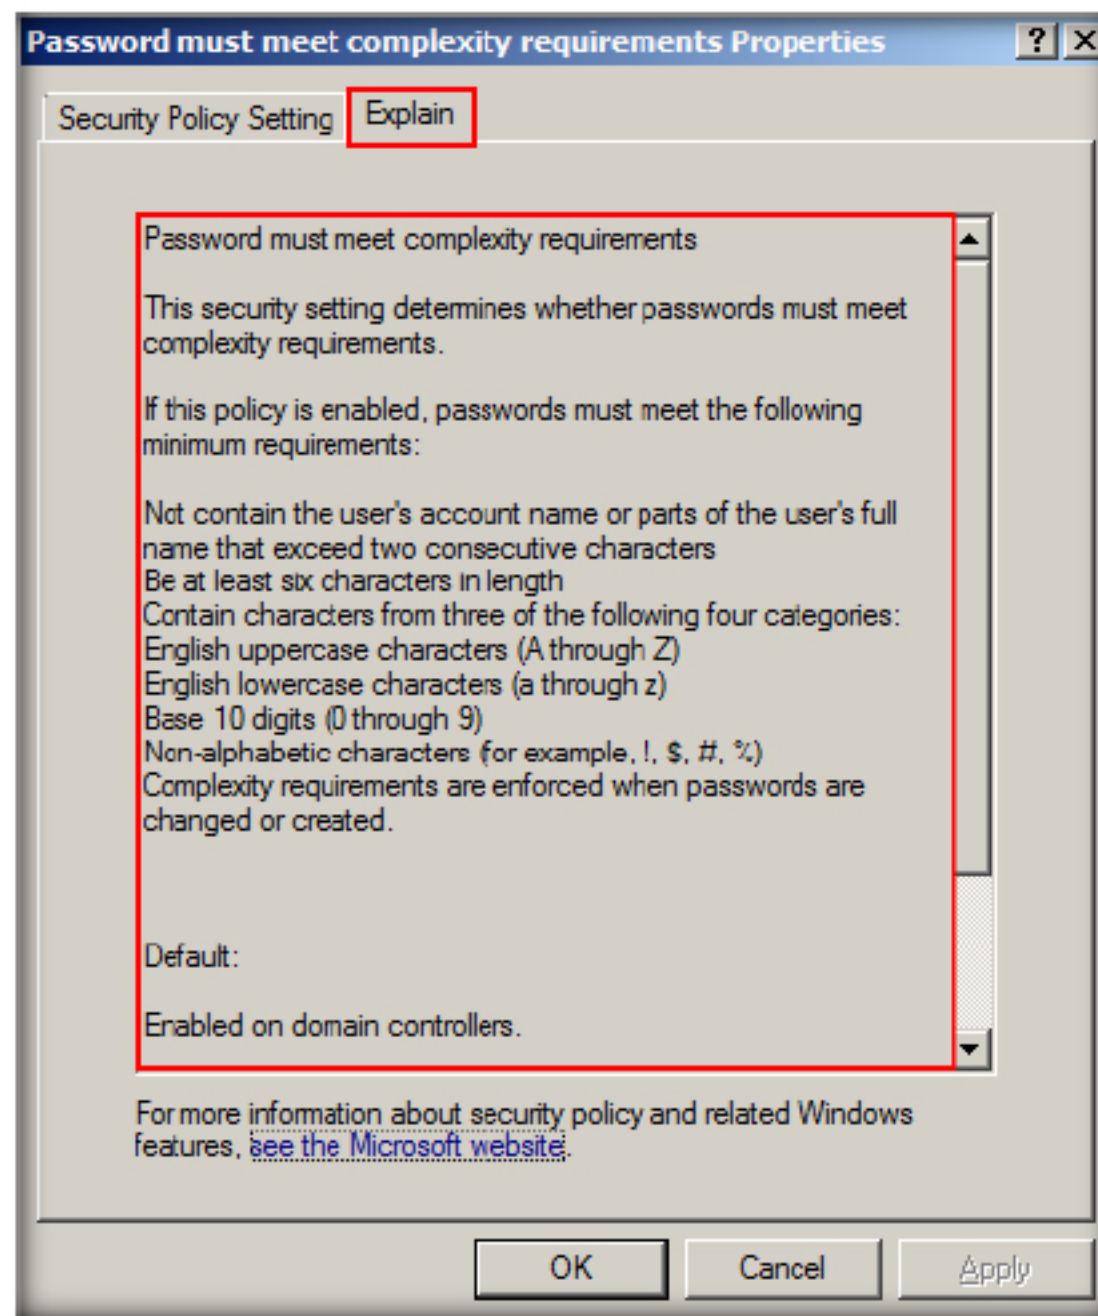 Password must meet complexity requirements Properties
Security Policy Setting
Explain
Password must meet complexity requirements
This security setting determines whether passwords must meet
complexity requirements.
If this policy is enabled, passwords must meet the following
minimum requirements:
Not contain the user's account name or parts of the user's full
name that exceed two consecutive characters
Be at least six characters in length
Contain characters from three of the following four categories:
English uppercase characters (A through Z)
English lowercase characters (a through z)
Base 10 digits (0 through 9)
Non-alphabetic characters (for example, !, $, #, %)
Complexity requirements are enforced when passwords are
changed or created.
Default:
Enabled on domain controllers.
For more information about security policy and related Windows
features, see the Microsoft website.
OK
Cancel
Apply